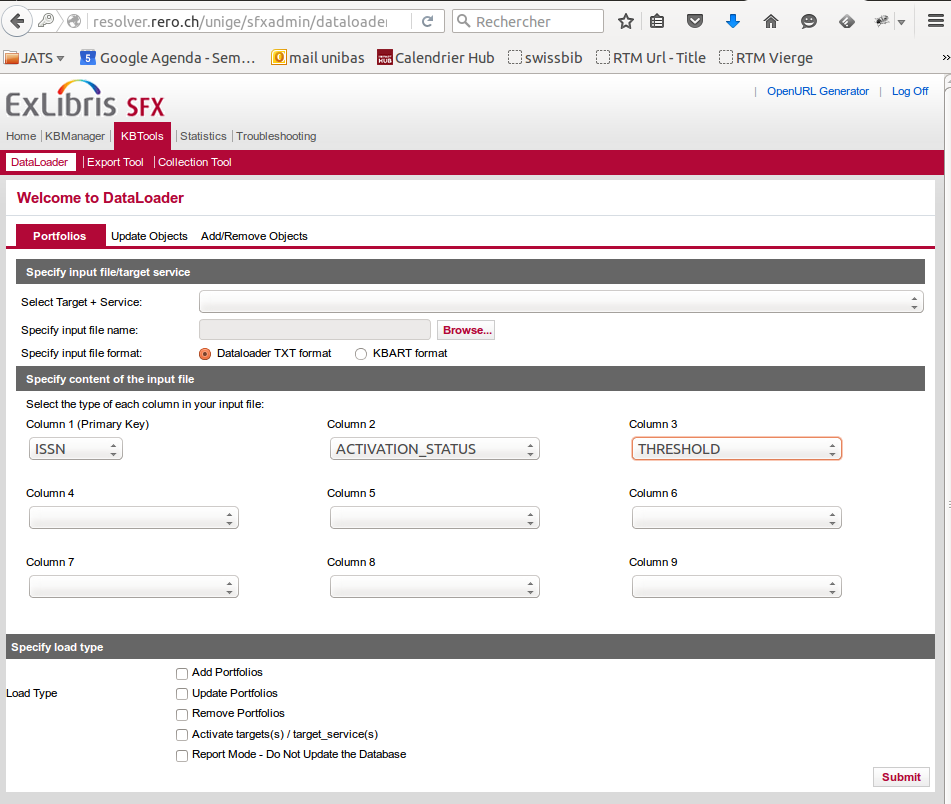 resolver.rero.ch/unige/sfxadmin/dataloader
Rechercher
JATS
5 Google Agenda - Sem…
O mail unibas
HUB Calendrier Hub
swissbib
RTM Url - Title
RTM Vierge
»
ExLibris SFX
| OpenURL Generator | Log Off
Home | KBManager | KBTools | Statistics | Troubleshooting
DataLoader | Export Tool | Collection Tool
Welcome to DataLoader
Portfolios Update Objects Add/Remove Objects
Specify input file/target service
Select Target + Service:
Specify input file name: Browse...
Specify input file format: Dataloader TXT format KBART format
Specify content of the input file
Select the type of each column in your input file:
Column 1 (Primary Key) Column 2 Column 3
ISSN ACTIVATION_STATUS THRESHOLD
Column 4 Column 5 Column 6
Column 7 Column 8 Column 9
Specify load type
Add Portfolios
Load Type Update Portfolios
Remove Portfolios
Activate targets(s) / target_service(s)
Report Mode - Do Not Update the Database
Submit